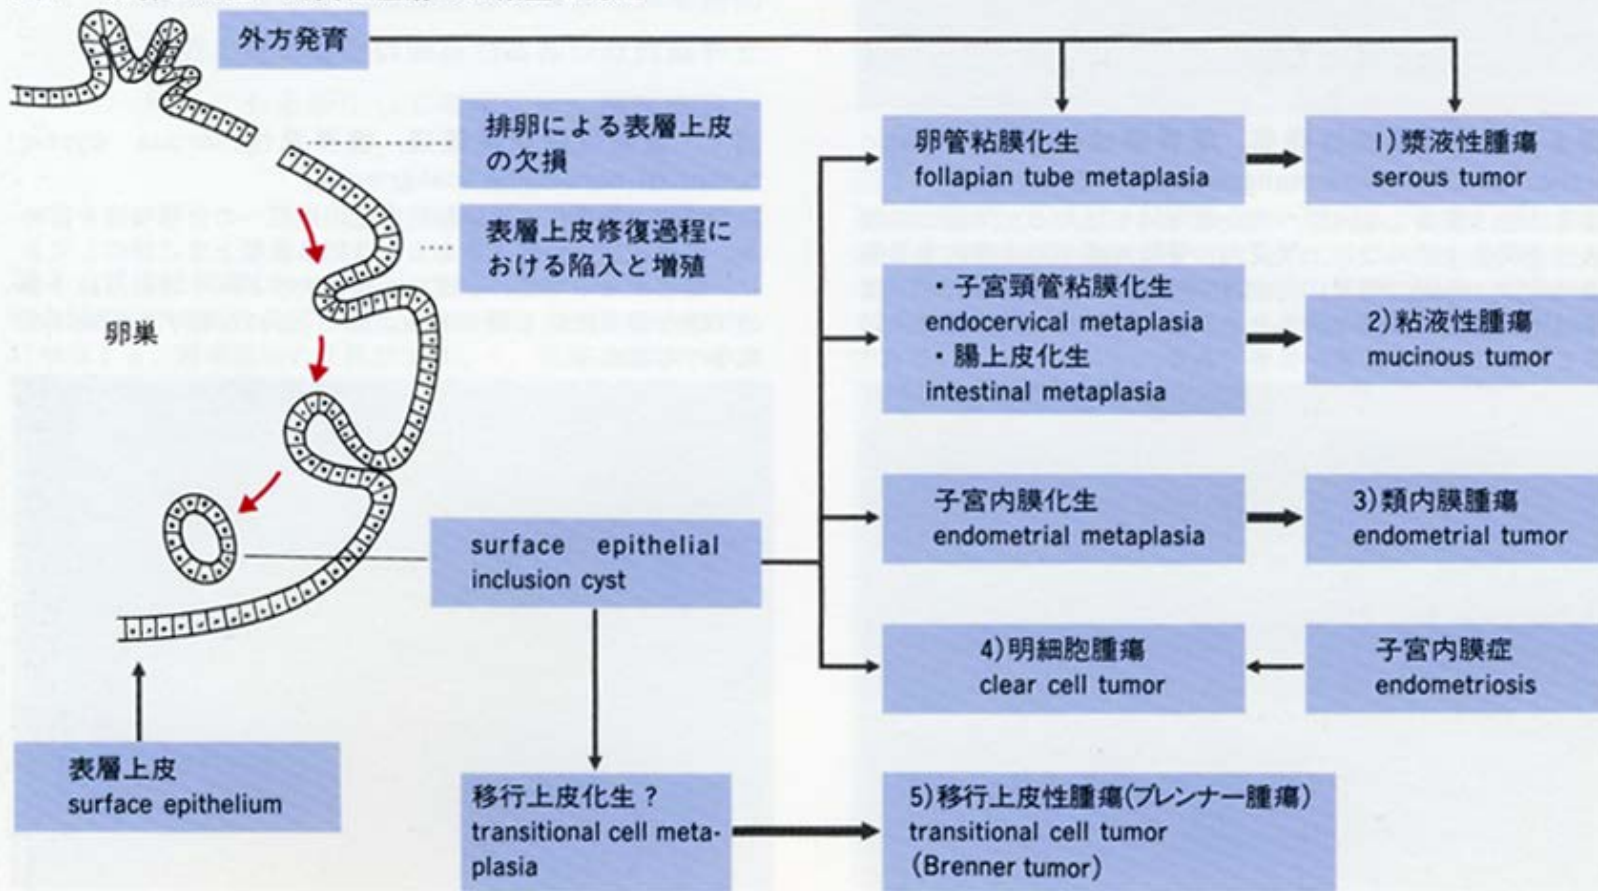 外方発育
排卵による表層上皮
の欠損
表層上皮修復過程に
おける陥入と増殖
卵巣
surface epithelial
inclusion cyst
表層上皮
surface epithelium
移行上皮化生？
transitional cell meta-
plasia
卵管粘膜化生
follapian tube metaplasia
1)漿液性腫瘍
serous tumor
・子宮頸管粘膜化生
endocervical metaplasia
・腸上皮化生
intestinal metaplasia
2)粘液性腫瘍
mucinous tumor
子宮内膜化生
endometrial metaplasia
3)類内膜腫瘍
endometrial tumor
4)明細胞腫瘍
clear cell tumor
子宮内膜症
endometriosis
5)移行上皮性腫瘍(ブレンナー腫瘍)
transitional cell tumor
(Brenner tumor)